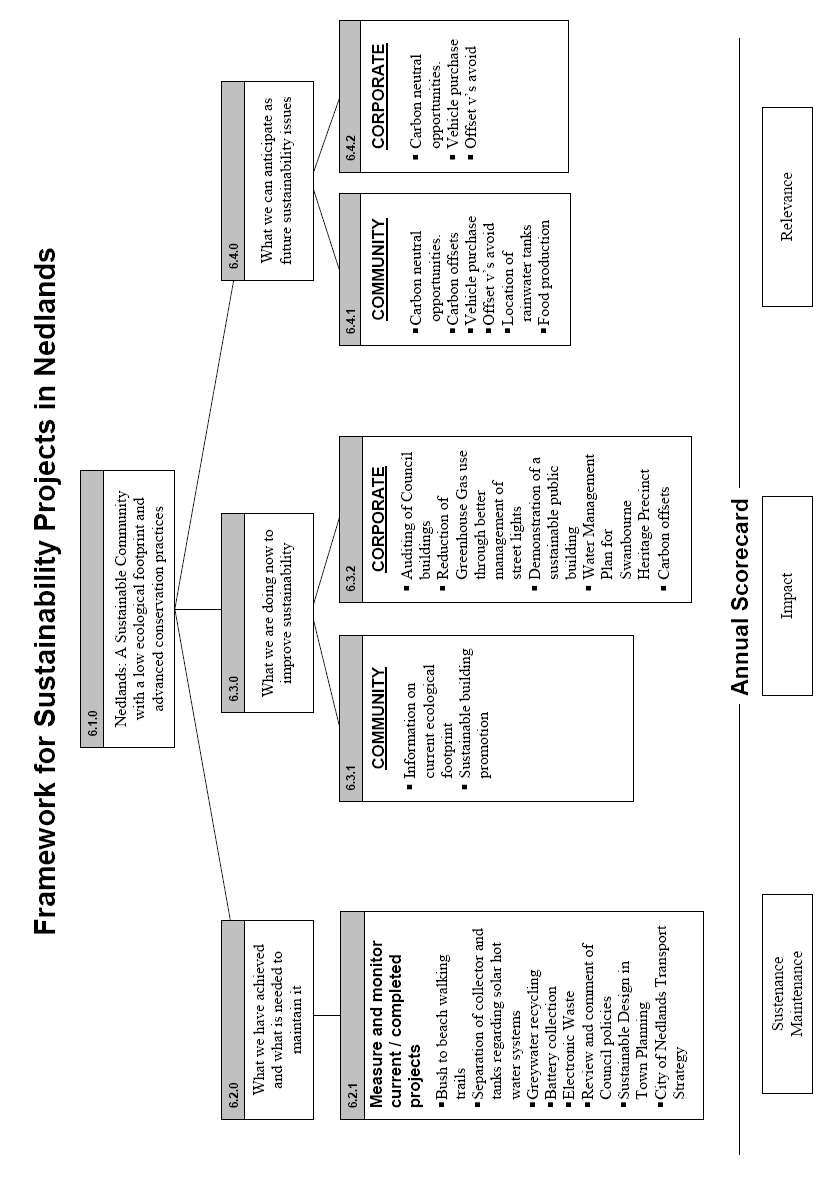 Framework for Sustainability Projects in Nedlands
6.1.0
Nedlands: A Sustainable Community
with a low ecological footprint and
advanced conservation practices
6.2.0
What we have achieved
and what is needed to
maintain it
6.2.1
Measure and monitor
current / completed
projects
▪Bush to beach walking
trails
▪Separation of collector and
tanks regarding solar hot
water systems
▪Greywater recycling
▪Battery collection
▪Electronic Waste
▪Review and comment of
Council policies
▪Sustainable Design in
Town Planning
▪City of Nedlands Transport
Strategy
6.3.0
What we are doing now to
improve sustainability
6.3.1
COMMUNITY
▪ Information on
current ecological
footprint
▪ Sustainable building
promotion
6.3.2
CORPORATE
▪ Auditing of Council
buildings
▪ Reduction of
Greenhouse Gas use
through better
management of
street lights
▪ Demonstration of a
sustainable public
building
▪ Water Management
Plan for
Swanbourne
Heritage Precinct
▪ Carbon offsets
6.4.0
What we can anticipate as
future sustainability issues
6.4.1
COMMUNITY
▪Carbon neutral
opportunities.
▪Carbon offsets
▪Vehicle purchase
▪Offset v's avoid
▪Location of
rainwater tanks
▪Food production
6.4.2
CORPORATE
▪ Carbon neutral
opportunities.
▪ Vehicle purchase
▪ Offset v's avoid
Annual Scorecard
Sustenance
Maintenance
Impact
Relevance